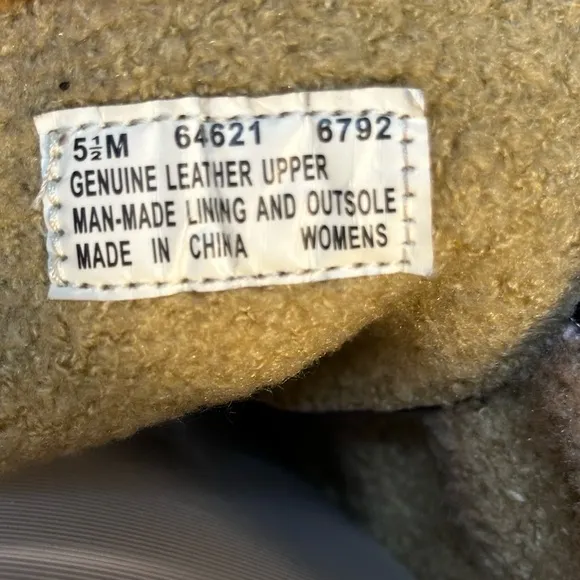 5½M 64621 6792
GENUINE LEATHER UPPER
MAN-MADE LINING AND OUTSOLE
MADE IN CHINA WOMENS